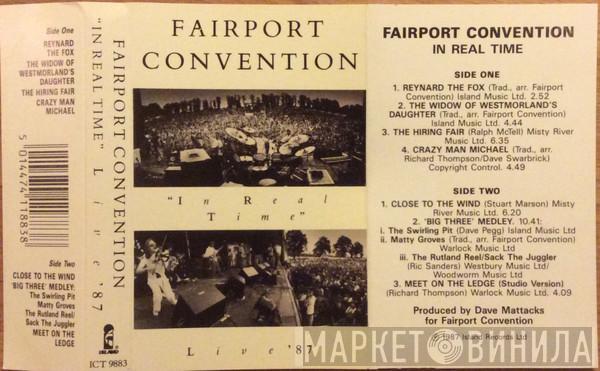 Side One
REYNARD
THE FOX
THE WIDOW OF
WESTMORLAND'S
DAUGHTER
THE HIRING FAIR
CRAZY MAN
MICHAEL
5 014474 118838
Side Two
CLOSE TO THE WIND
'BIG THREE' MEDLEY:
The Swirling Pit
Matty Groves
The Rutland Reel/
Sack The Juggler
MEET ON THE
LEDGE
FAIRPORT CONVENTION
"IN REAL TIME" Live '87
ISLAND
ICT 9883
FAIRPORT
CONVENTION
"In Real
Time"
Live '87
FAIRPORT CONVENTION
IN REAL TIME
SIDE ONE
1. REYNARD THE FOX (Trad., arr. Fairport
Convention) Island Music Ltd. 2.52
2. THE WIDOW OF WESTMORLAND'S
DAUGHTER (Trad., arr. Fairport Convention)
Island Music Ltd. 4.44
3. THE HIRING FAIR (Ralph McTell) Misty River
Music Ltd. 6.35
4. CRAZY MAN MICHAEL (Trad., arr.
Richard Thompson/Dave Swarbrick)
Copyright Control. 4.49
SIDE TWO
1. CLOSE TO THE WIND (Stuart Marson) Misty
River Music Ltd. 6.20
2. 'BIG THREE' MEDLEY. 10.41:
i. The Swirling Pit (Dave Pegg) Island Music Ltd
ii. Matty Groves (Trad., arr. Fairport Convention)
Warlock Music Ltd
iii. The Rutland Reel/Sack The Juggler
(Ric Sanders) Westbury Music Ltd/
Woodworm Music Ltd
3. MEET ON THE LEDGE (Studio Version)
(Richard Thompson) Warlock Music Ltd. 4.09
Produced by Dave Mattacks
for Fairport Convention
℗ 1987 Island Records Ltd
МАРКЕТ ВИНИЛА